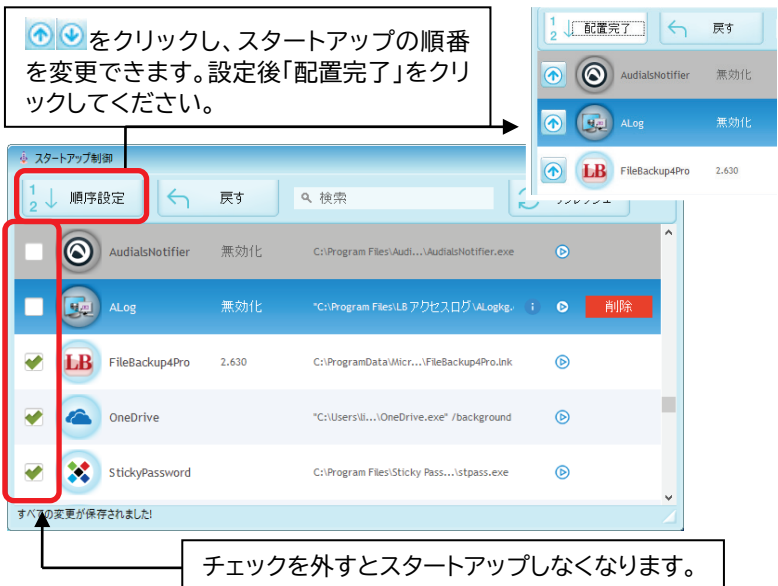 をクリックし、スタートアップの順番
を変更できます。設定後「配置完了」をクリ
ックしてください。
1
2
配置完了
戻す
AudialsNotifier
無効化
ALog
無効化
FileBackup4Pro
2.630
スタートアップ制御
1
2
順序設定
戻す
検索
リフレッシュ
AudialsNotifier
無効化
C:\Program Files\Audi...\AudialsNotifier.exe
ALog
無効化
"C:\Program Files\LB アクセスログ\ALogkg.
削除
LB
FileBackup4Pro
2.630
C:\ProgramData\Micr...\FileBackup4Pro.lnk
OneDrive
"C:\Users\li...\OneDrive.exe" /background
StickyPassword
C:\Program Files\Sticky Pass...\stpass.exe
すべての変更が保存されました!
チェックを外すとスタートアップしなくなります。